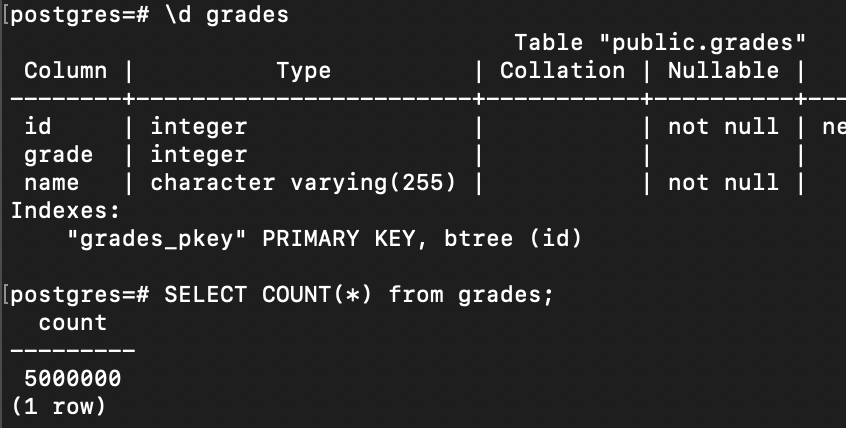 [postgres=# \d grades
Table "public.grades"
Column | Type | Collation | Nullable |
--------+------------------------+-----------+----------+---
id | integer | | not null | ne
grade | integer | | |
name | character varying(255) | | not null |
Indexes:
"grades_pkey" PRIMARY KEY, btree (id)
[postgres=# SELECT COUNT(*) from grades;
count
---------
5000000
(1 row)